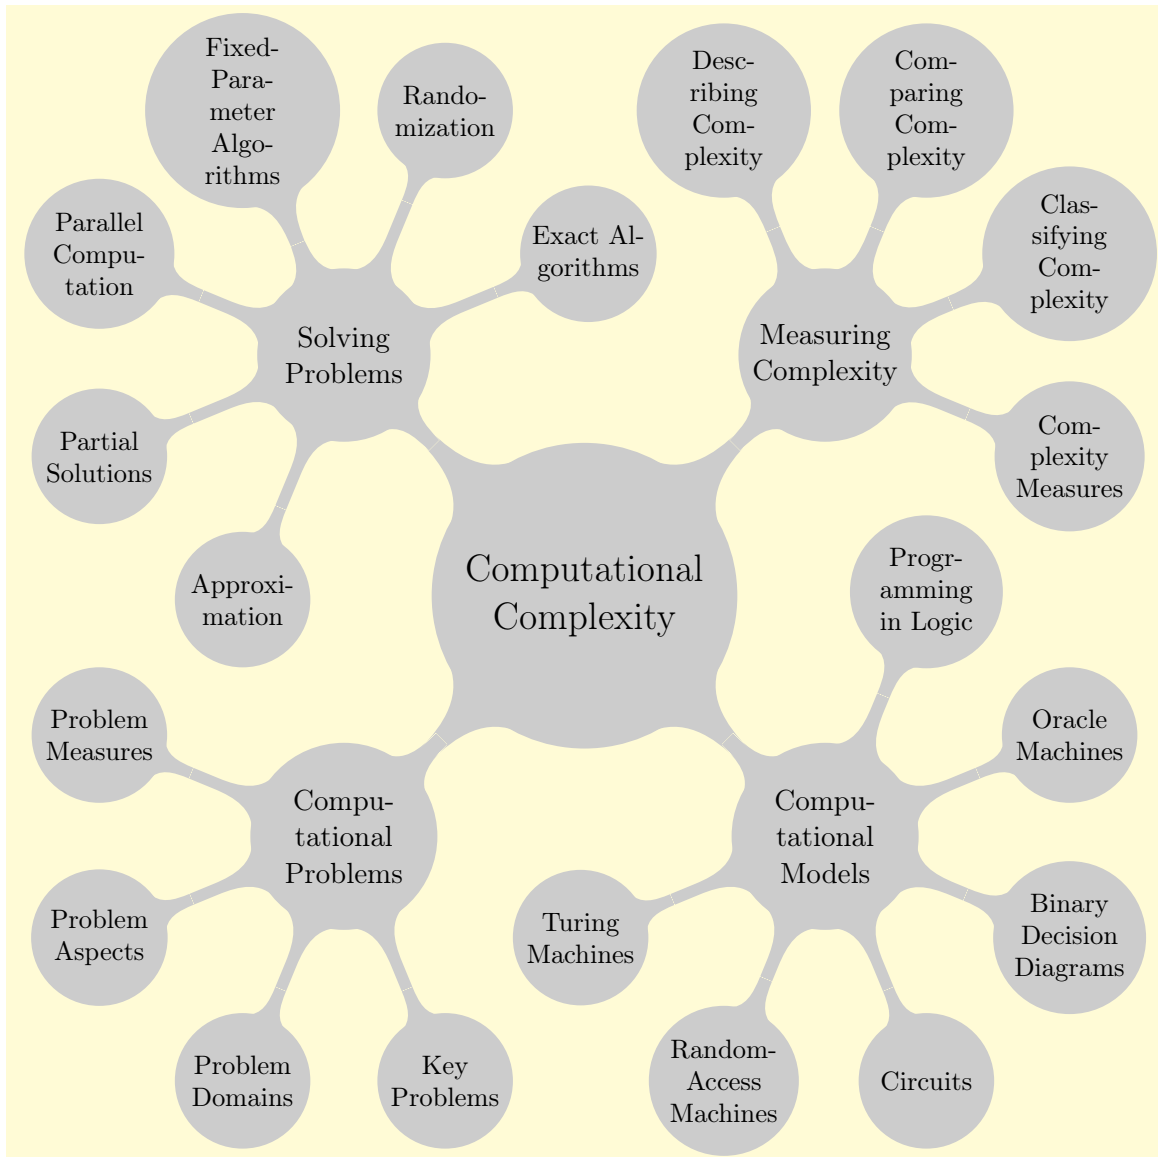 Fixed-
Para-
meter
Algo-
rithms
Rando-
mization
Desc-
ribing
Com-
plexity
Com-
paring
Com-
plexity
Parallel
Compu-
tation
Exact Al-
gorithms
Clas-
sifying
Com-
plexity
Solving
Problems
Measuring
Complexity
Partial
Solutions
Com-
plexity
Measures
Approxi-
mation
Computational
Complexity
Progr-
amming
in Logic
Problem
Measures
Oracle
Machines
Compu-
tational
Problems
Compu-
tational
Models
Problem
Aspects
Turing
Machines
Binary
Decision
Diagrams
Problem
Domains
Key
Problems
Random-
Access
Machines
Circuits